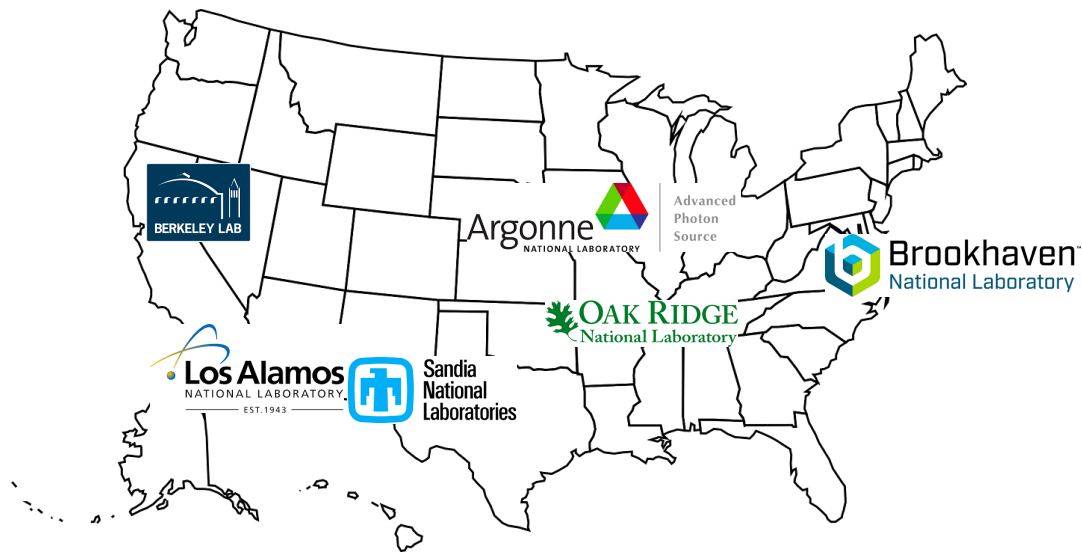 BERKELEY LAB
Argonne
NATIONAL LABORATORY
Advanced
Photon
Source
Brookhaven™
National Laboratory
OAK RIDGE
National Laboratory
Los Alamos
NATIONAL LABORATORY
EST.1943
Sandia
National
Laboratories